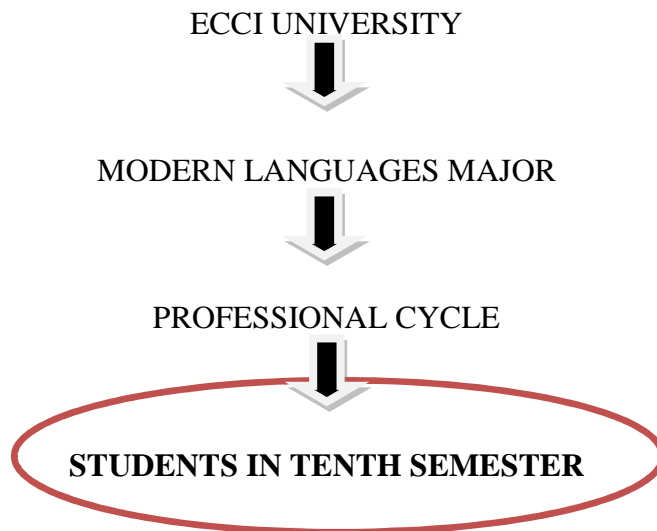 ECCI UNIVERSITY
MODERN LANGUAGES MAJOR
PROFESSIONAL CYCLE
STUDENTS IN TENTH SEMESTER